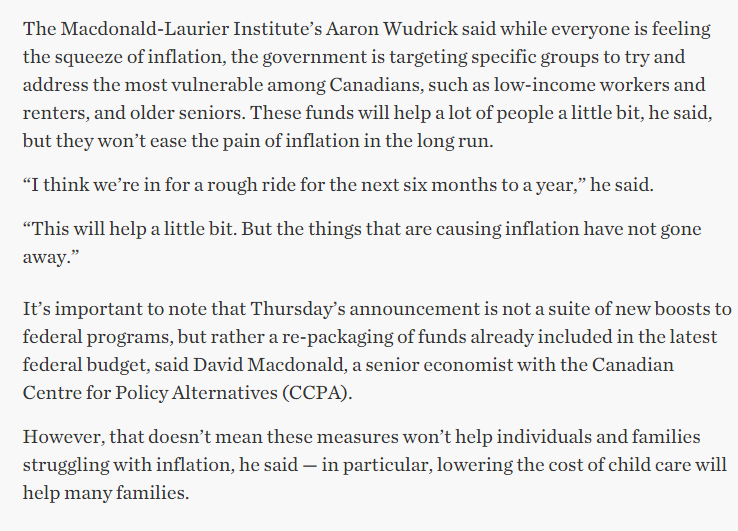 The Macdonald-Laurier Institute’s Aaron Wudrick said while everyone is feeling
the squeeze of inflation, the government is targeting specific groups to try and
address the most vulnerable among Canadians, such as low-income workers and
renters, and older seniors. These funds will help a lot of people a little bit, he said,
but they won’t ease the pain of inflation in the long run.
“I think we’re in for a rough ride for the next six months to a year,” he said.
“This will help a little bit. But the things that are causing inflation have not gone
away.”
It’s important to note that Thursday’s announcement is not a suite of new boosts to
federal programs, but rather a re-packaging of funds already included in the latest
federal budget, said David Macdonald, a senior economist with the Canadian
Centre for Policy Alternatives (CCPA).
However, that doesn’t mean these measures won’t help individuals and families
struggling with inflation, he said — in particular, lowering the cost of child care will
help many families.